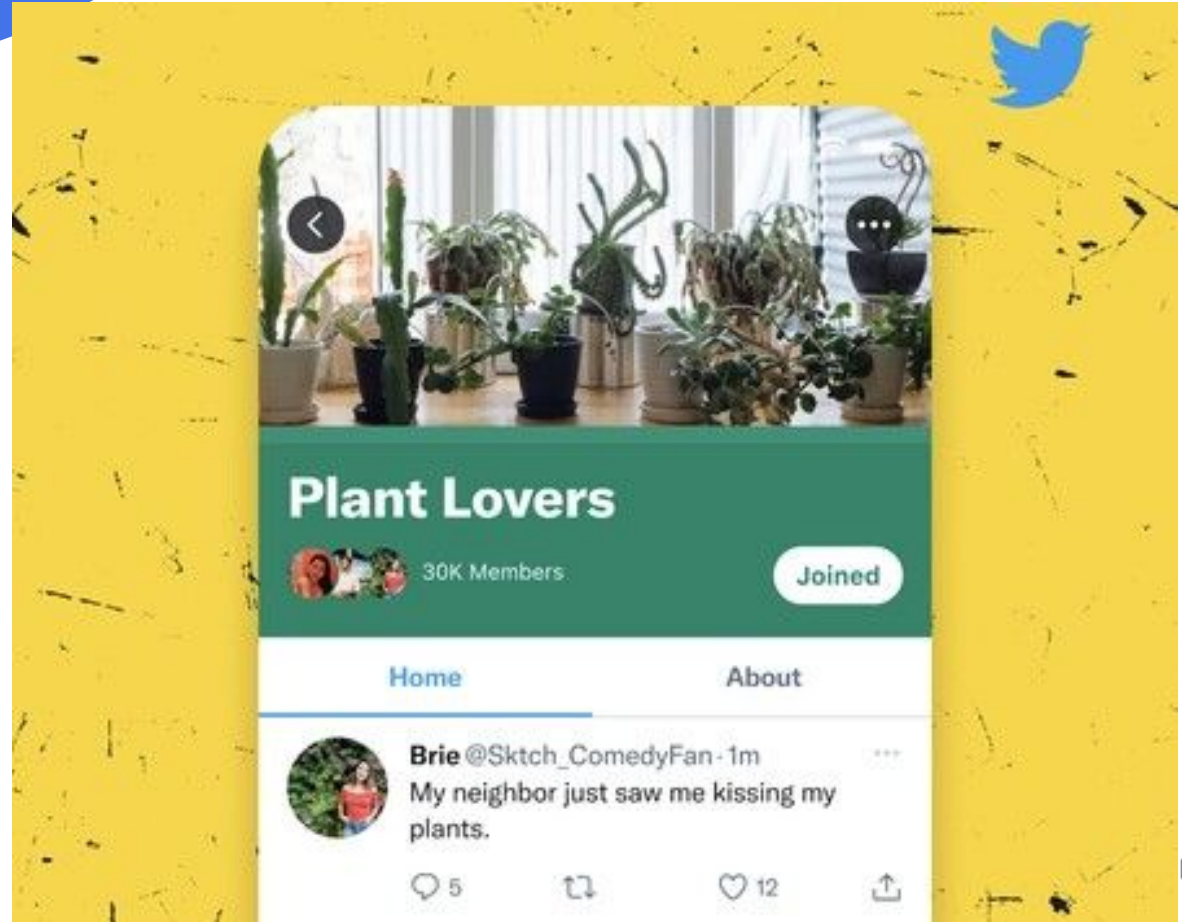 Plant Lovers
30K Members
Joined
Home
About
Brie @Sktch_ComedyFan · 1m
My neighbor just saw me kissing my
plants.
5
12